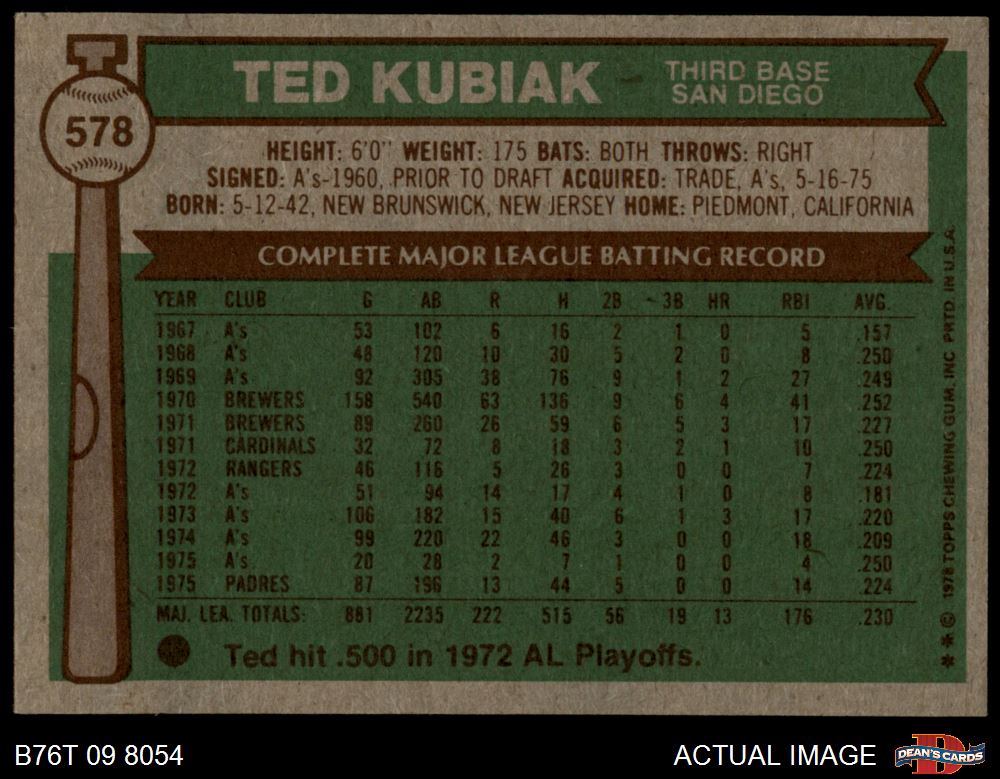 578
TED KUBIAK - THIRD BASE
SAN DIEGO
HEIGHT: 6'0" WEIGHT: 175 BATS: BOTH THROWS: RIGHT
SIGNED: A's-1960, PRIOR TO DRAFT ACQUIRED: TRADE, A's, 5-16-75
BORN: 5-12-42, NEW BRUNSWICK, NEW JERSEY HOME: PIEDMONT, CALIFORNIA
COMPLETE MAJOR LEAGUE BATTING RECORD
YEAR CLUB G AB R H 2B 3B HR RBI AVG.
1967 A's 53 102 6 16 2 1 0 5 .157
1968 A's 48 120 10 30 5 2 0 8 .250
1969 A's 92 305 38 76 9 1 2 27 .249
1970 BREWERS 158 540 63 136 9 6 4 41 .252
1971 BREWERS 89 260 26 59 6 5 3 17 .227
1971 CARDINALS 32 72 8 18 3 2 1 10 .250
1972 RANGERS 46 116 5 26 3 0 0 7 .224
1972 A's 51 94 14 17 4 1 0 8 .181
1973 A's 106 182 15 40 6 1 3 17 .220
1974 A's 99 220 22 46 3 0 0 18 .209
1975 A's 20 28 2 7 1 0 0 4 .250
1975 PADRES 87 196 13 44 5 0 0 14 .224
MAJ. LEA. TOTALS: 881 2235 222 515 56 19 13 176 .230
Ted hit .500 in 1972 AL Playoffs.
* * © 1976 TOPPS CHEWING GUM, INC. PRTD. IN U.S.A.
B76T 09 8054
ACTUAL IMAGE
DEAN'S CARDS